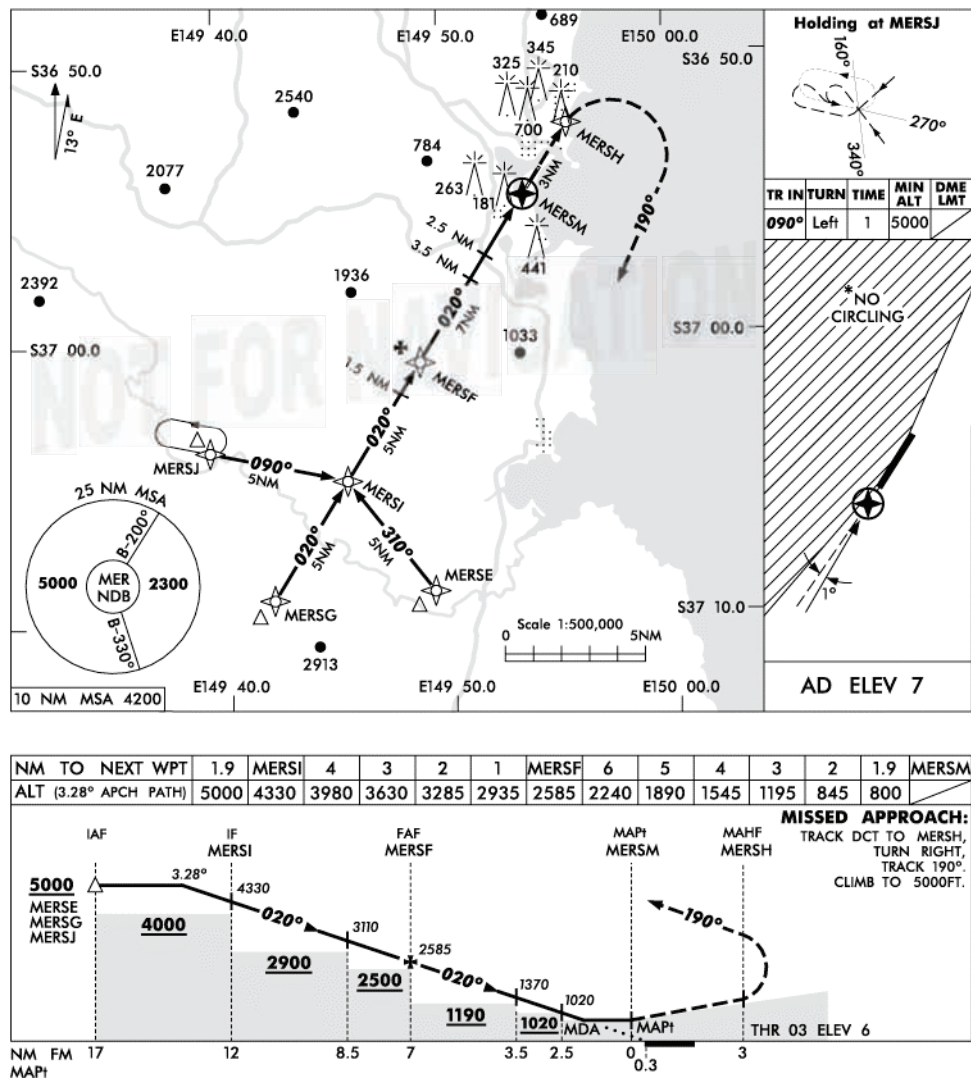 E149 40.0
E149 50.0
E150 00.0
689
S36 50.0
S36 50.0
345
325
210
13° E
2540
700
MERSH
2077
784
263
181
3NM
MERSM
190°
441
2.5 NM
3.5 NM
2392
1936
020°
7NM
1033
S37 00.0
S37 00.0
NOT FOR NAVIGATION
1.5 NM
MERSF
020°
5NM
MERSJ
090°
5NM
MERSI
25 NM MSA
B-200°
5000
MER
NDB
2300
B-330°
020°
5NM
310°
5NM
MERSE
MERSG
S37 10.0
2913
Scale 1:500,000
0
5NM
10 NM MSA 4200
E149 40.0
E149 50.0
E150 00.0
Holding at MERSJ
160°
270°
340°
TR IN TURN TIME MIN ALT DME LMT
090° Left 1 5000
*NO
CIRCLING
1°
AD ELEV 7
NM TO NEXT WPT 1.9 MERSI 4 3 2 1 MERSF 6 5 4 3 2 1.9 MERSM
ALT (3.28° APCH PATH) 5000 4330 3980 3630 3285 2935 2585 2240 1890 1545 1195 845 800
MISSED APPROACH:
TRACK DCT TO MERSH,
TURN RIGHT,
TRACK 190°.
CLIMB TO 5000FT.
IAF
IF
MERSI
FAF
MERSF
MAPt
MERSM
MAHF
MERSH
5000
MERSE
MERSG
MERSJ
3.28°
4330
4000
020°
3110
2900
2585
2500
020°
1370
1190
1020
1020
MDA
MAPt
190°
THR 03 ELEV 6
NM FM
MAPt
17 12 8.5 7 3.5 2.5 0 0.3 3